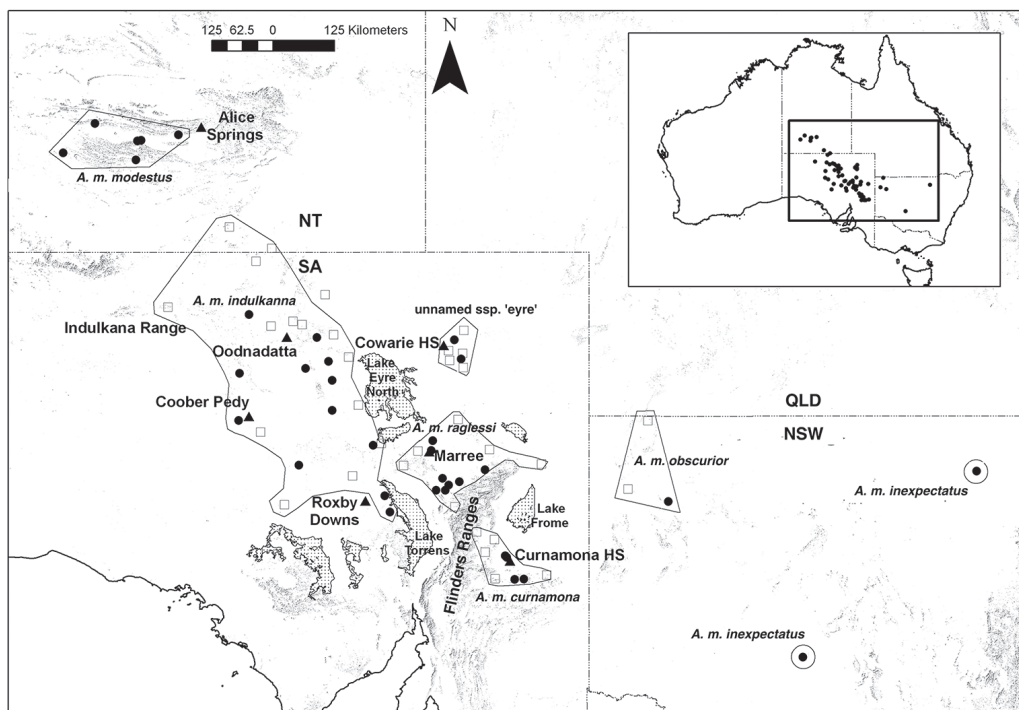 125 62.5 0 125 Kilometers
N
Alice
Springs
A. m. modestus
NT
SA
A. m. indulkanna
Indulkana Range
Oodnadatta
unnamed ssp. 'eyre'
Cowarie HS
Lake
Eyre
North
Coober Pedy
A. m. raglessi
Marree
QLD
NSW
A. m. obscurior
A. m. inexpectatus
Roxby
Downs
Lake
Torrens
Flinders Ranges
Lake
Frome
Curnamona HS
A. m. curnamona
A. m. inexpectatus